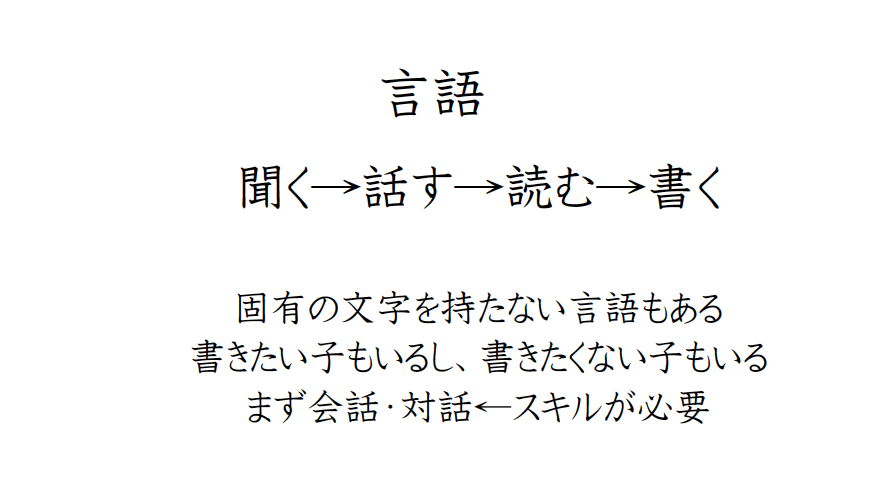 言語
聞く→話す→読む→書く
固有の文字を持たない言語もある
書きたい子もいるし、書きたくない子もいる
まず会話・対話←スキルが必要